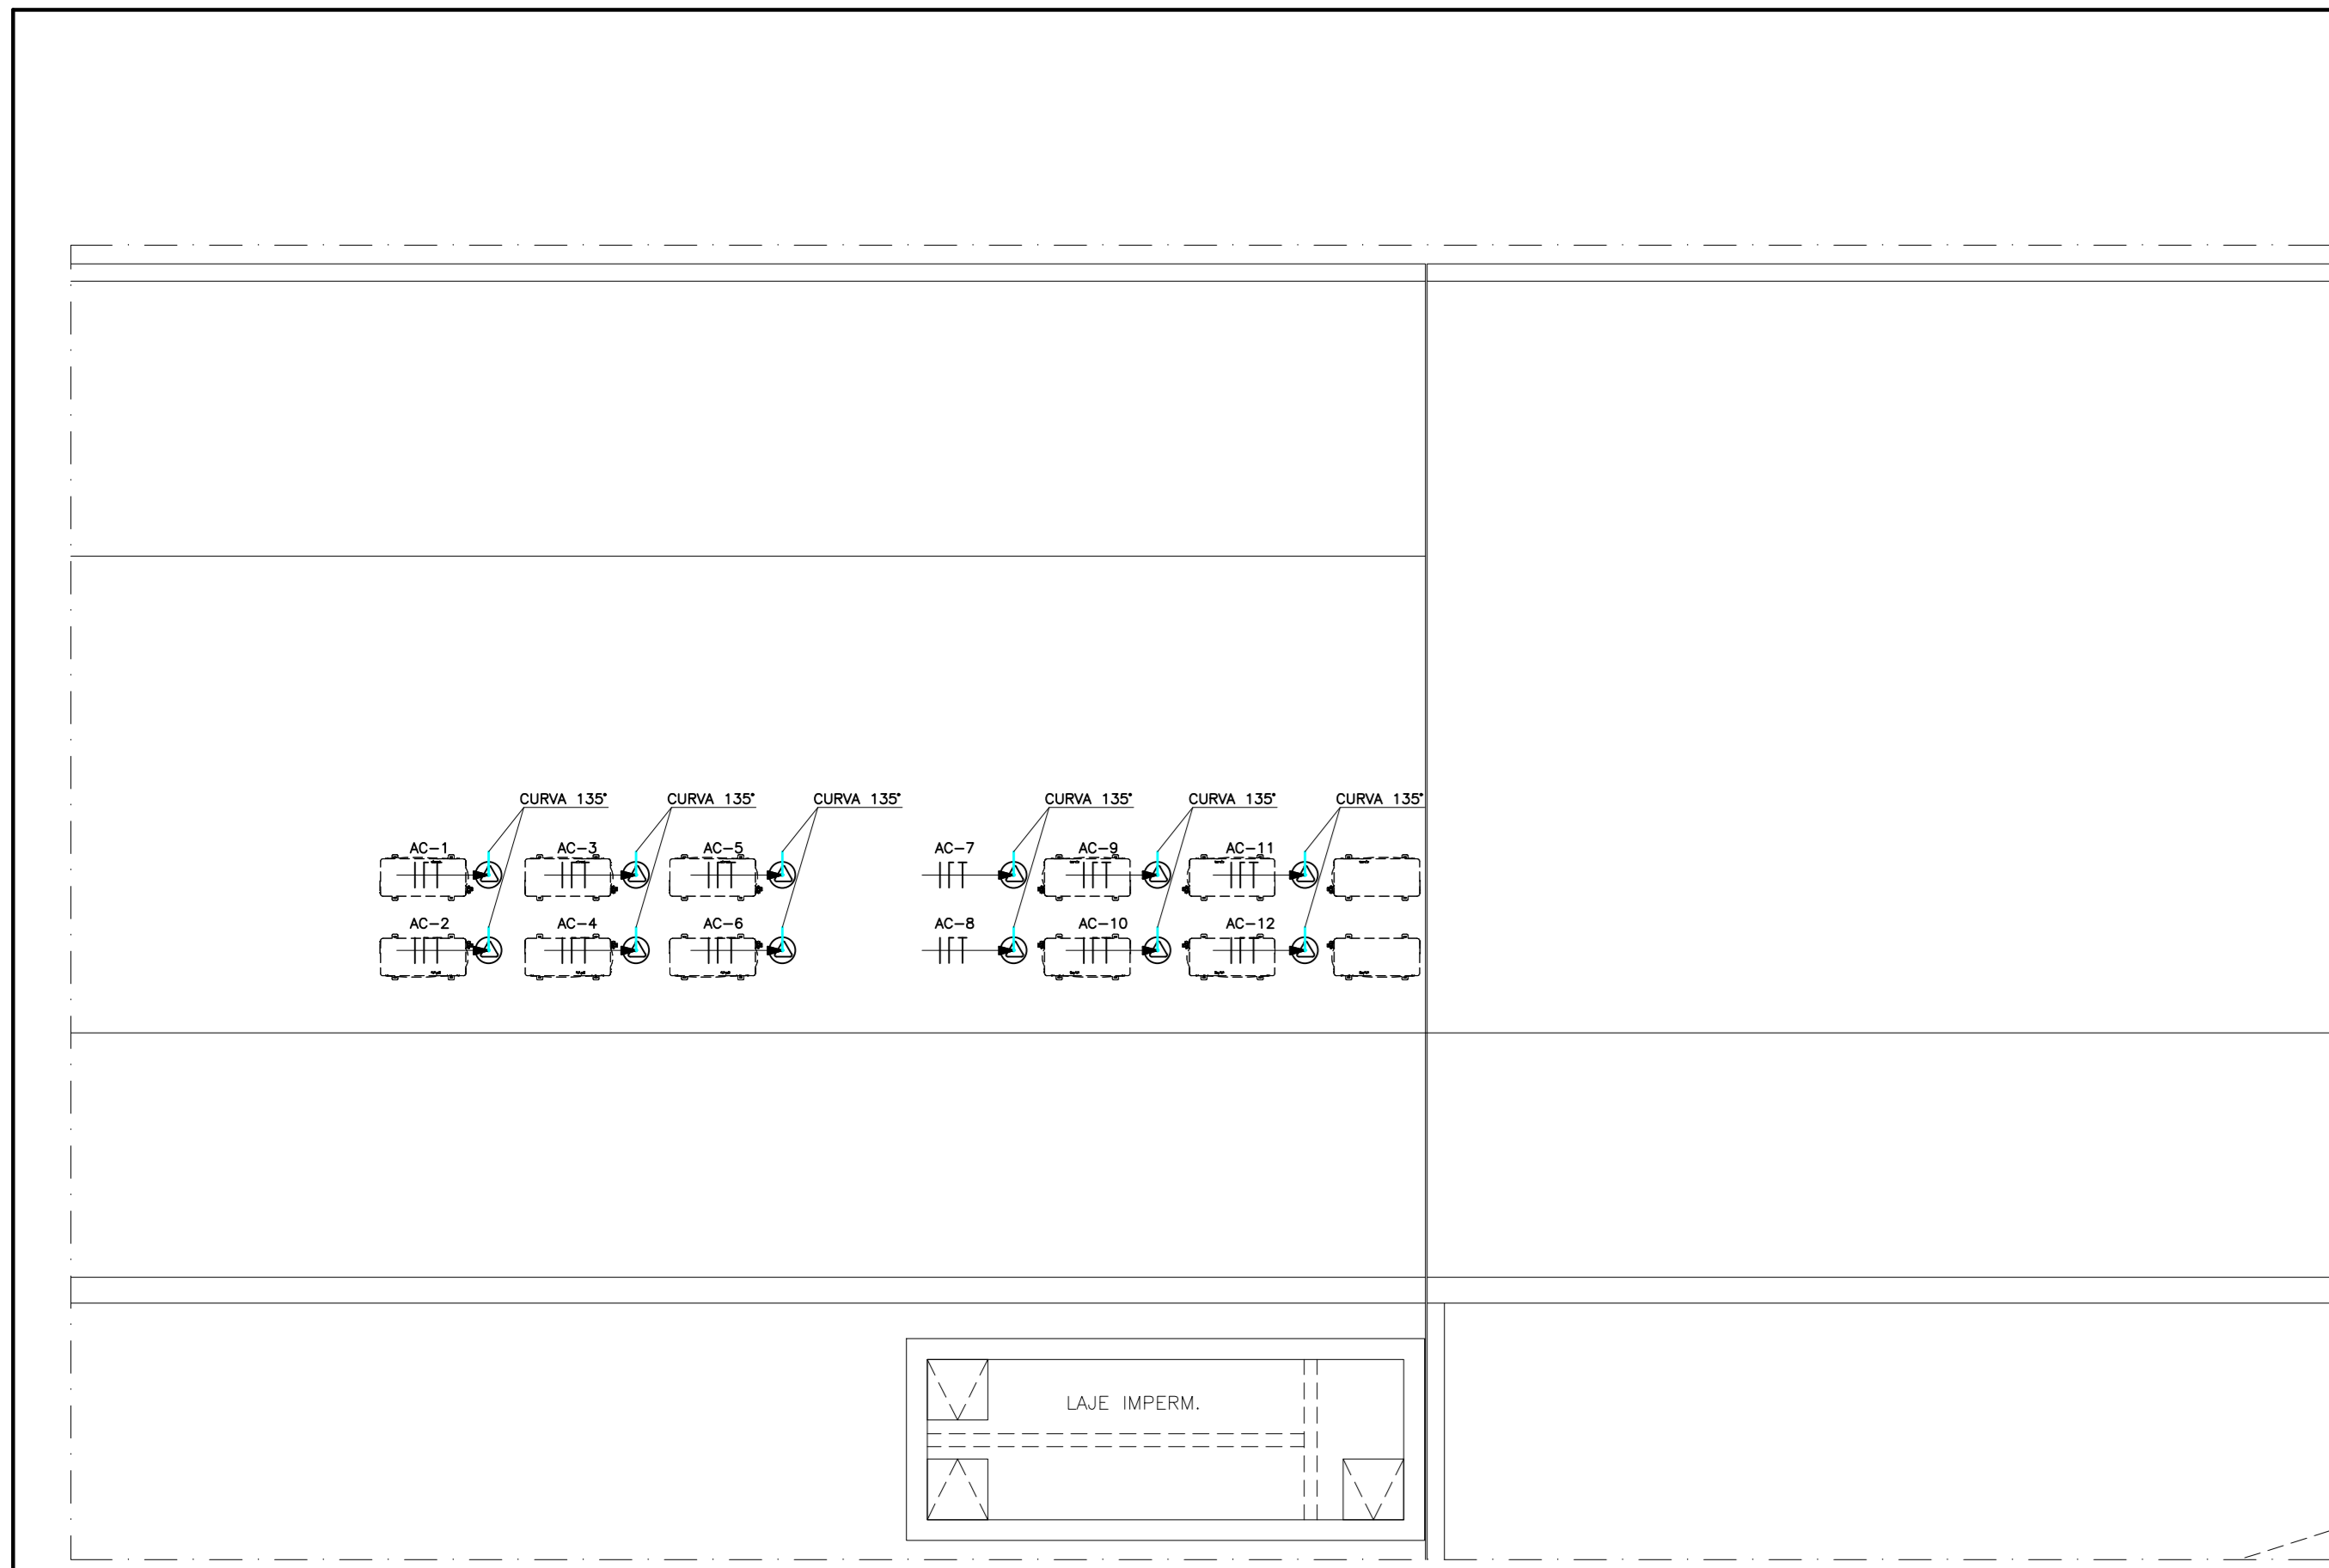 CURVA 135° CURVA 135° CURVA 135° CURVA 135° CURVA 135° CURVA 135°
AC-1 AC-3 AC-5 AC-7 AC-9 AC-11
AC-2 AC-4 AC-6 AC-8 AC-10 AC-12
LAJE IMPERM.